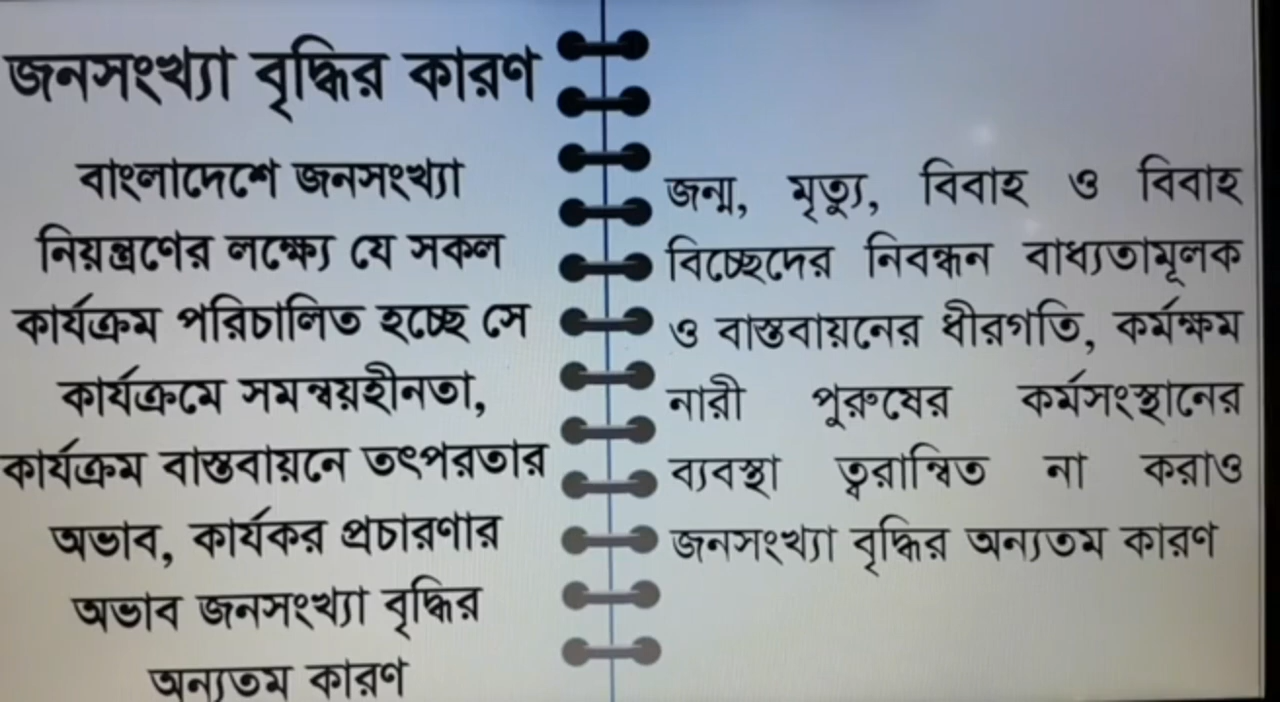 জনসংখ্যা বৃদ্ধির কারণ
বাংলাদেশে জনসংখ্যা
নিয়ন্ত্রণের লক্ষ্যে যে সকল
কার্যক্রম পরিচালিত হচ্ছে সে
কার্যক্রমে সমন্বয়হীনতা,
কার্যক্রম বাস্তবায়নে তৎপরতার
অভাব, কার্যকর প্রচারণার
অভাব জনসংখ্যা বৃদ্ধির
অন্যতম কারণ
জন্ম, মৃত্যু, বিবাহ ও বিবাহ
বিচ্ছেদের নিবন্ধন বাধ্যতামূলক
ও বাস্তবায়নের ধীরগতি, কর্মক্ষম
নারী পুরুষের কর্মসংস্থানের
ব্যবস্থা ত্বরান্বিত না করাও
জনসংখ্যা বৃদ্ধির অন্যতম কারণ